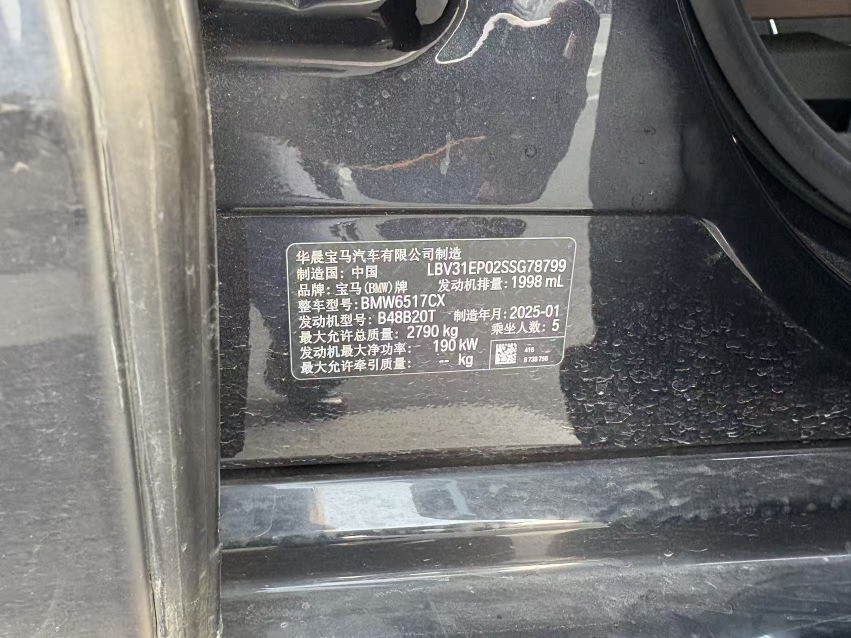 华晨宝马汽车有限公司制造
制造国: 中国 LBV31EP02SSG78799
品牌: 宝马(BMW)牌 发动机排量: 1998 mL
整车型号: BMW6517CX
发动机型号: B48B20T 制造年月: 2025-01
最大允许总质量: 2790 kg 乘坐人数: 5
发动机最大净功率: 190 kW
最大允许牵引质量: -- kg